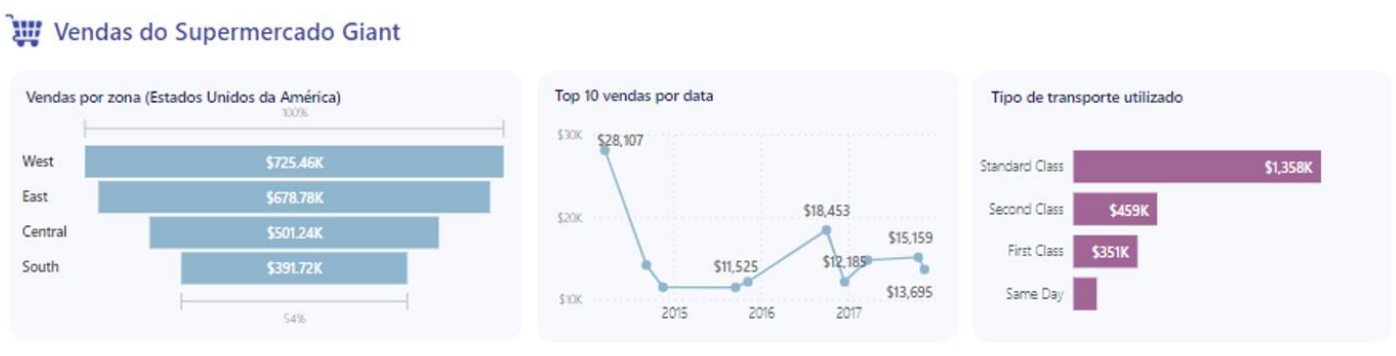 Vendas do Supermercado Giant
Vendas por zona (Estados Unidos da América)
100%
West
$725.46K
East
$678.78K
Central
$501.24K
South
$391.72K
54%
Top 10 vendas por data
$30K
$28,107
$20K
$18,453
$15,159
$11,525
$12,185
$13,695
$10K
2015
2016
2017
Tipo de transporte utilizado
Standard Class
$1,358K
Second Class
$459K
First Class
$351K
Same Day